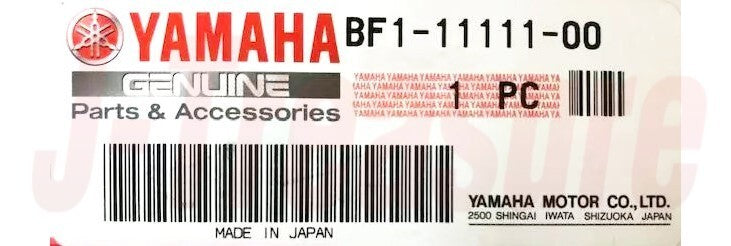 YAMAHA BF1-11111-00
GENUINE
Parts & Accessories
1 PC
YAMAHA YAMAHA YAMAHA YAMAHA YAMAHA YA
MADE IN JAPAN
YAMAHA MOTOR CO.,LTD.
2500 SHINGAI IWATA SHIZUOKA JAPAN